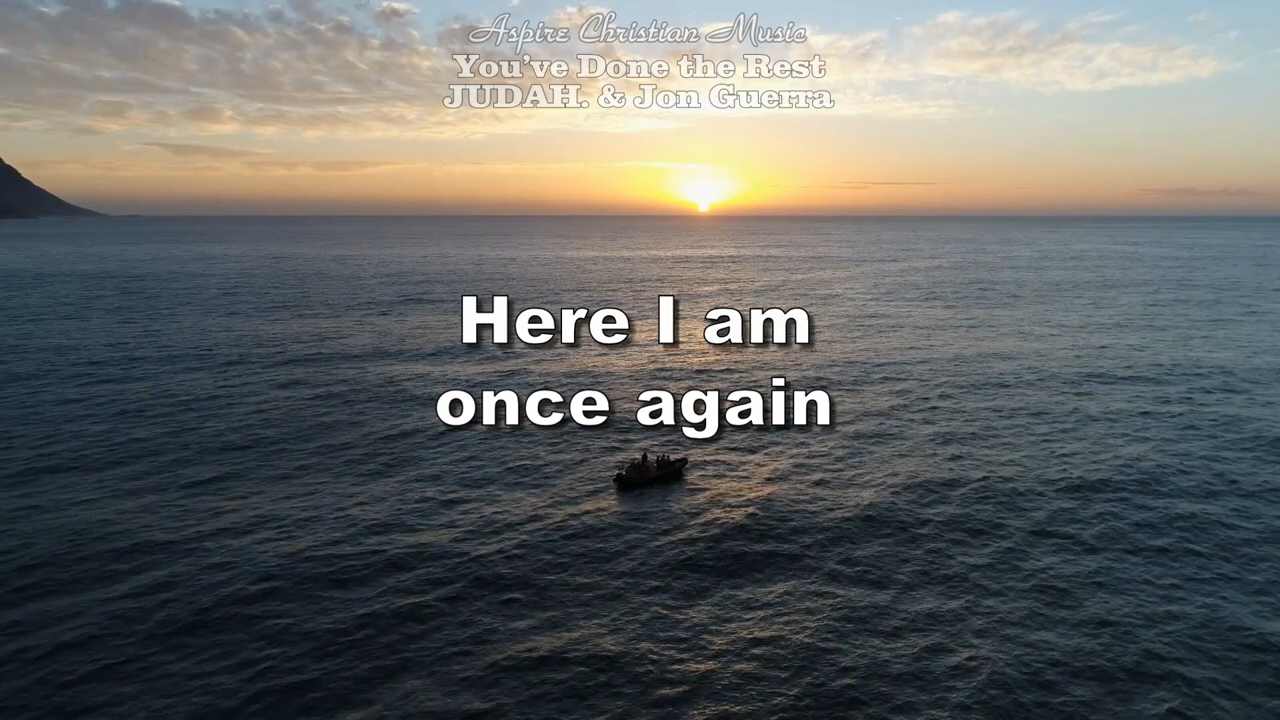 Aspire Christian Music
You've Done the Rest
JUDAH. & Jon Guerra
Here I am
once again